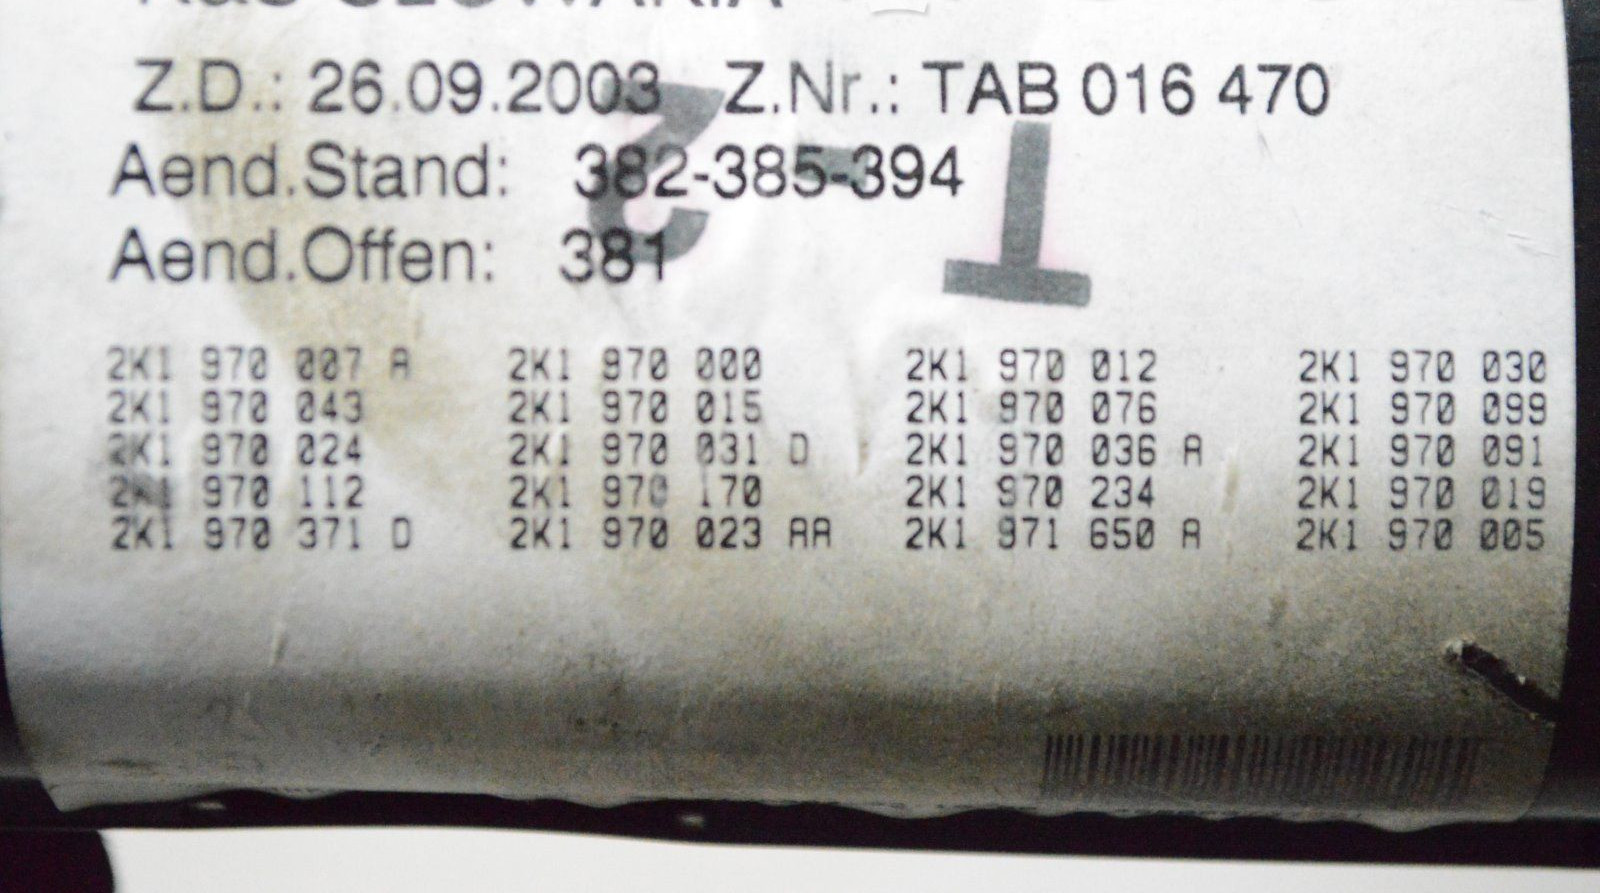 K&S SLOWAKIA
Z.D.: 26.09.2003 Z.Nr.: TAB 016 470
Aend.Stand: 382-385-394
Aend.Offen: 381
T-2
2K1 970 007 A 2K1 970 000 2K1 970 012 2K1 970 030
2K1 970 043 2K1 970 015 2K1 970 076 2K1 970 099
2K1 970 024 2K1 970 031 D 2K1 970 036 A 2K1 970 091
2K1 970 112 2K1 970 170 2K1 970 234 2K1 970 019
2K1 970 371 D 2K1 970 023 AA 2K1 971 650 A 2K1 970 005